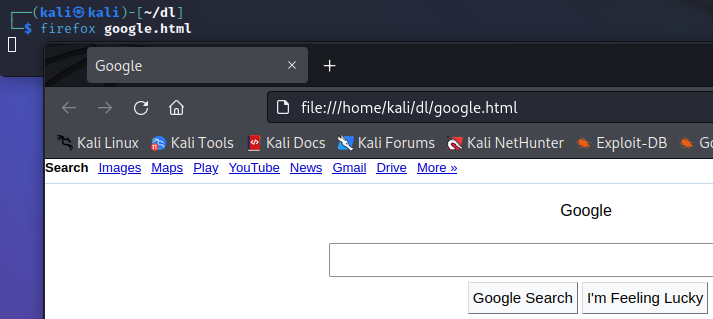 ┌──(kali㉿kali)-[~/dl]
└─$ firefox google.html
Google × +
file:///home/kali/dl/google.html
Kali Linux Kali Tools Kali Docs Kali Forums Kali NetHunter Exploit-DB Go
Search Images Maps Play YouTube News Gmail Drive More »
Google
Google Search I'm Feeling Lucky